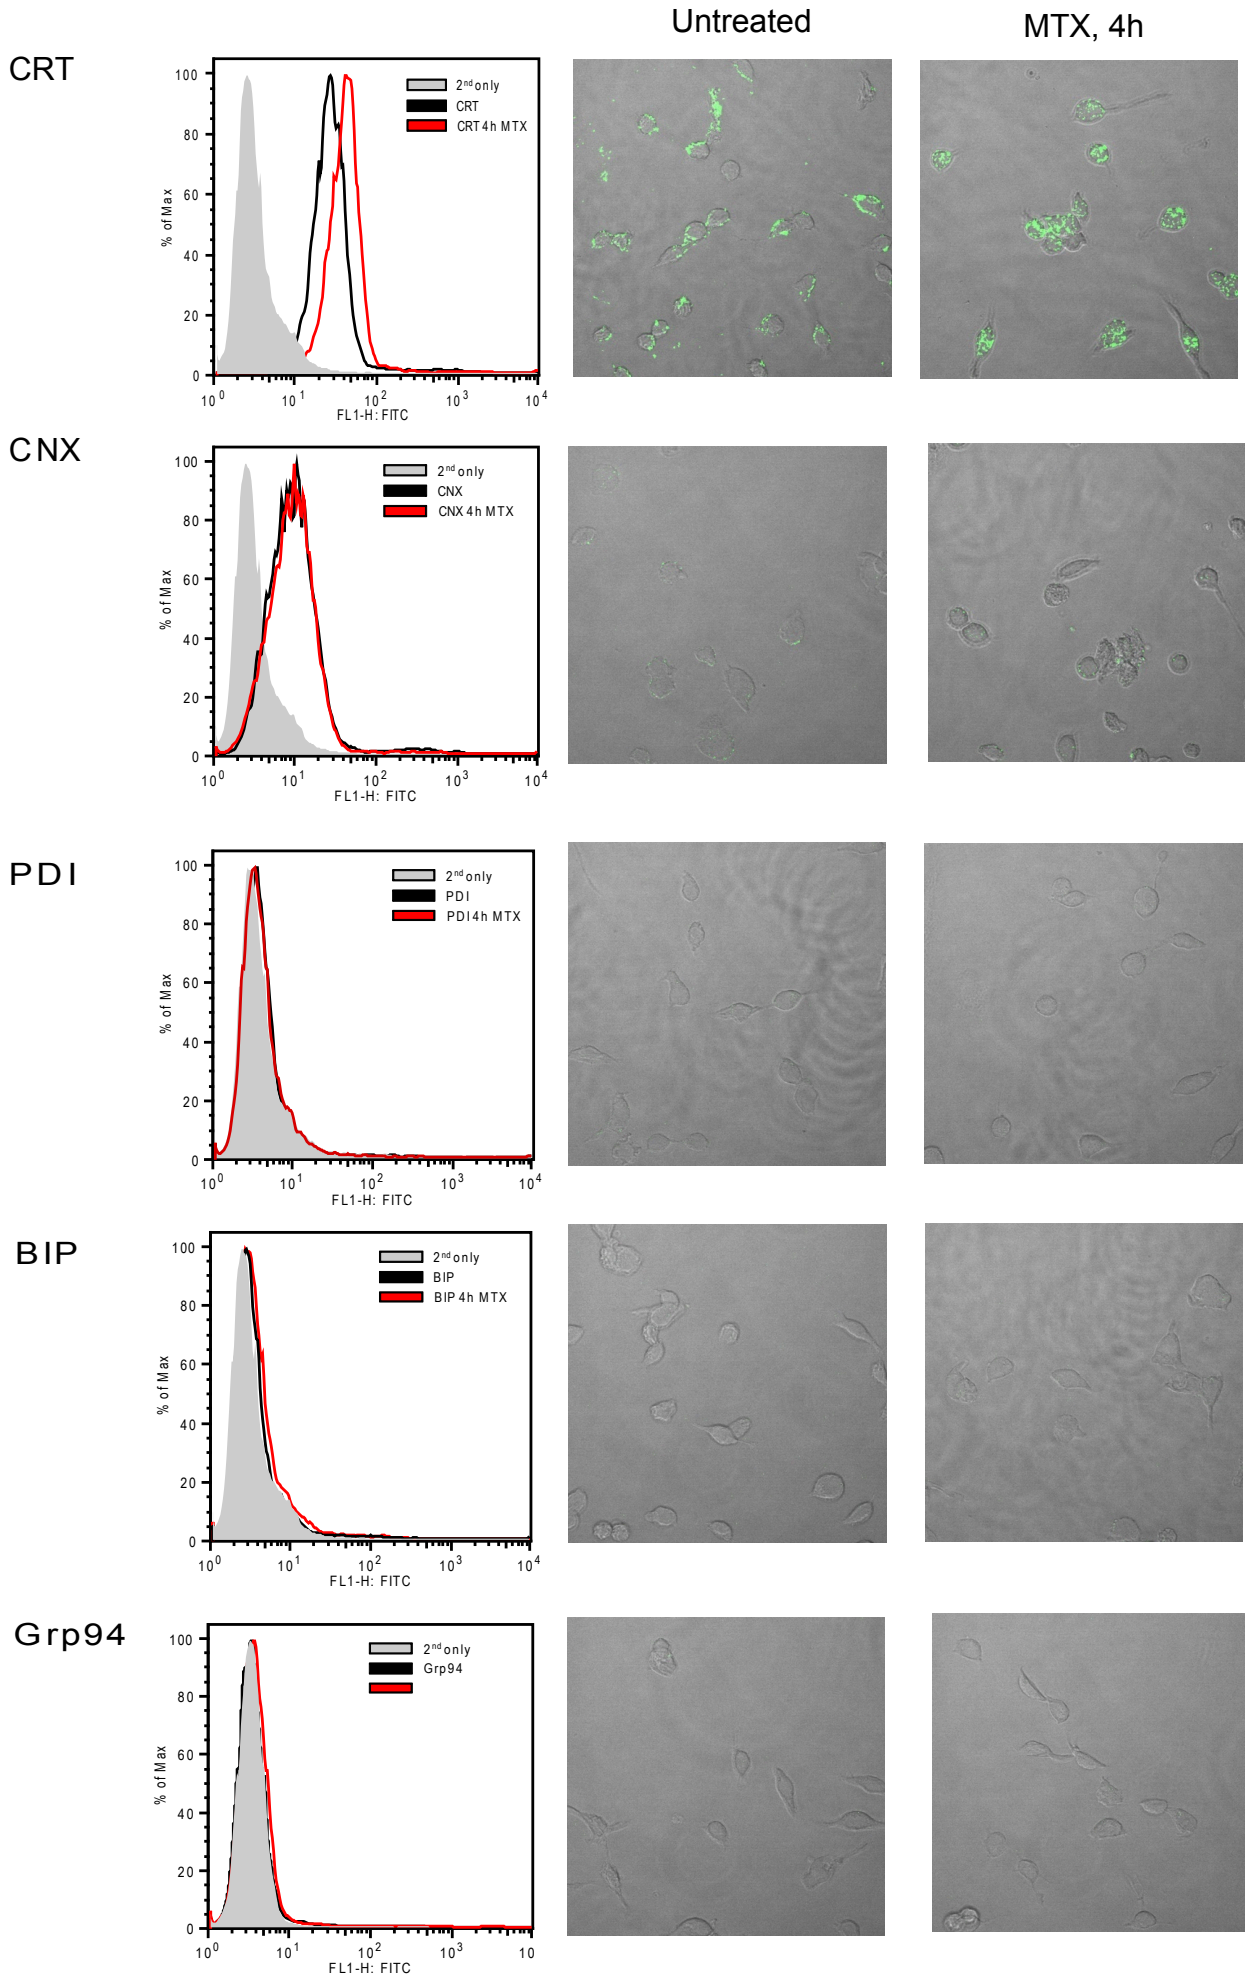 Untreated
MTX, 4h
CRT
100
80
60
40
20
0
% of Max
2nd only
CRT
CRT 4h MTX
10^0 10^1 10^2 10^3 10^4
FL1-H: FITC
CNX
100
80
60
40
20
0
% of Max
2nd only
CNX
CNX 4h MTX
10^0 10^1 10^2 10^3 10^4
FL1-H: FITC
PDI
100
80
60
40
20
0
% of Max
2nd only
PDI
PDI 4h MTX
10^0 10^1 10^2 10^3 10^4
FL1-H: FITC
BIP
100
80
60
40
20
0
% of Max
2nd only
BIP
BIP 4h MTX
10^0 10^1 10^2 10^3 10^4
FL1-H: FITC
Grp94
100
80
60
40
20
0
% of Max
2nd only
Grp94
10^0 10^1 10^2 10^3 10^4
FL1-H: FITC